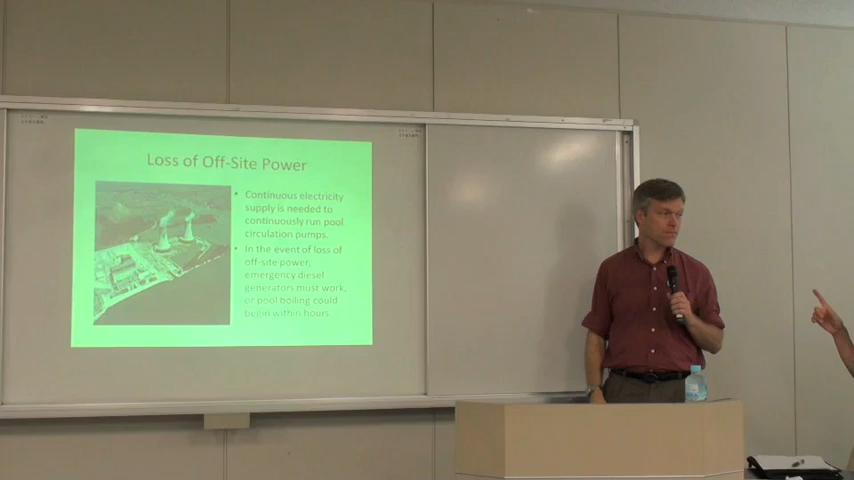 Loss of Off-Site Power
• Continuous electricity
supply is needed to
continuously run pool
circulation pumps.
• In the event of loss of
off-site power,
emergency diesel
generators must work,
or pool boiling could
begin within hours.